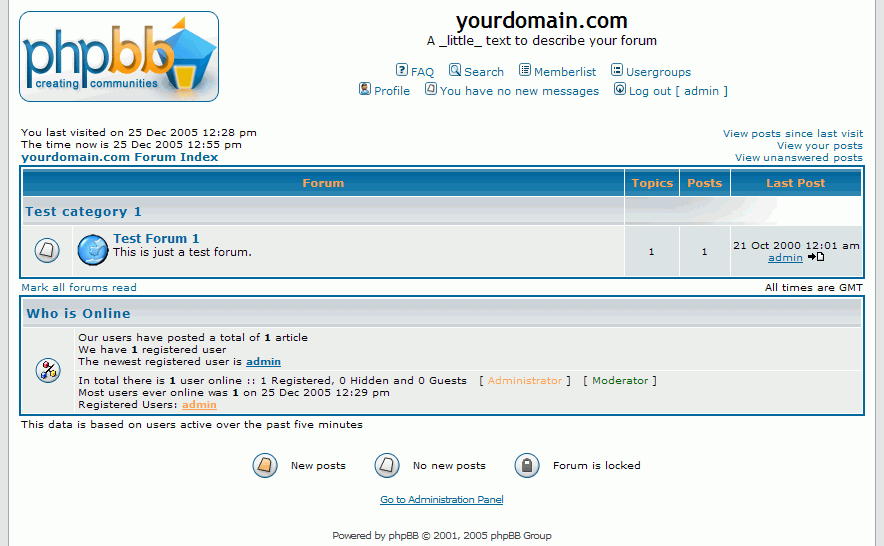 phpBB
creating communities
yourdomain.com
A _little_ text to describe your forum
FAQ Search Memberlist Usergroups
Profile You have no new messages Log out [ admin ]
You last visited on 25 Dec 2005 12:28 pm
The time now is 25 Dec 2005 12:55 pm
yourdomain.com Forum Index
View posts since last visit
View your posts
View unanswered posts
Forum Topics Posts Last Post
Test category 1
Test Forum 1
This is just a test forum.
1 1
21 Oct 2000 12:01 am
admin
Mark all forums read
All times are GMT
Who is Online
Our users have posted a total of 1 article
We have 1 registered user
The newest registered user is admin
In total there is 1 user online :: 1 Registered, 0 Hidden and 0 Guests [ Administrator ] [ Moderator ]
Most users ever online was 1 on 25 Dec 2005 12:29 pm
Registered Users: admin
This data is based on users active over the past five minutes
New posts No new posts Forum is locked
Go to Administration Panel
Powered by phpBB © 2001, 2005 phpBB Group